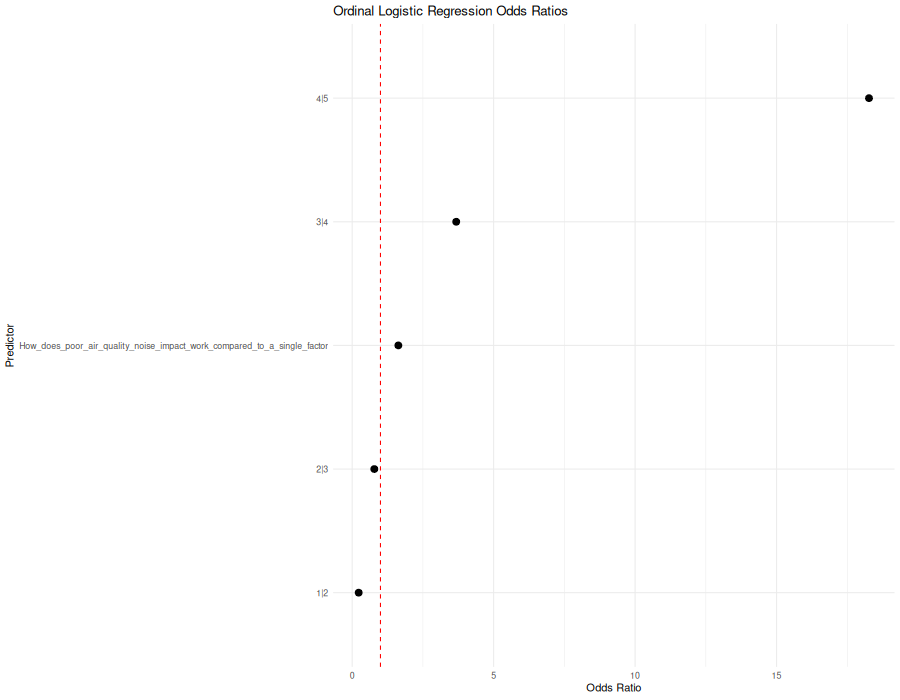 Ordinal Logistic Regression Odds Ratios
4|5
3|4
How_does_poor_air_quality_noise_impact_work_compared_to_a_single_factor
2|3
1|2
Predictor
0 5 10 15
Odds Ratio